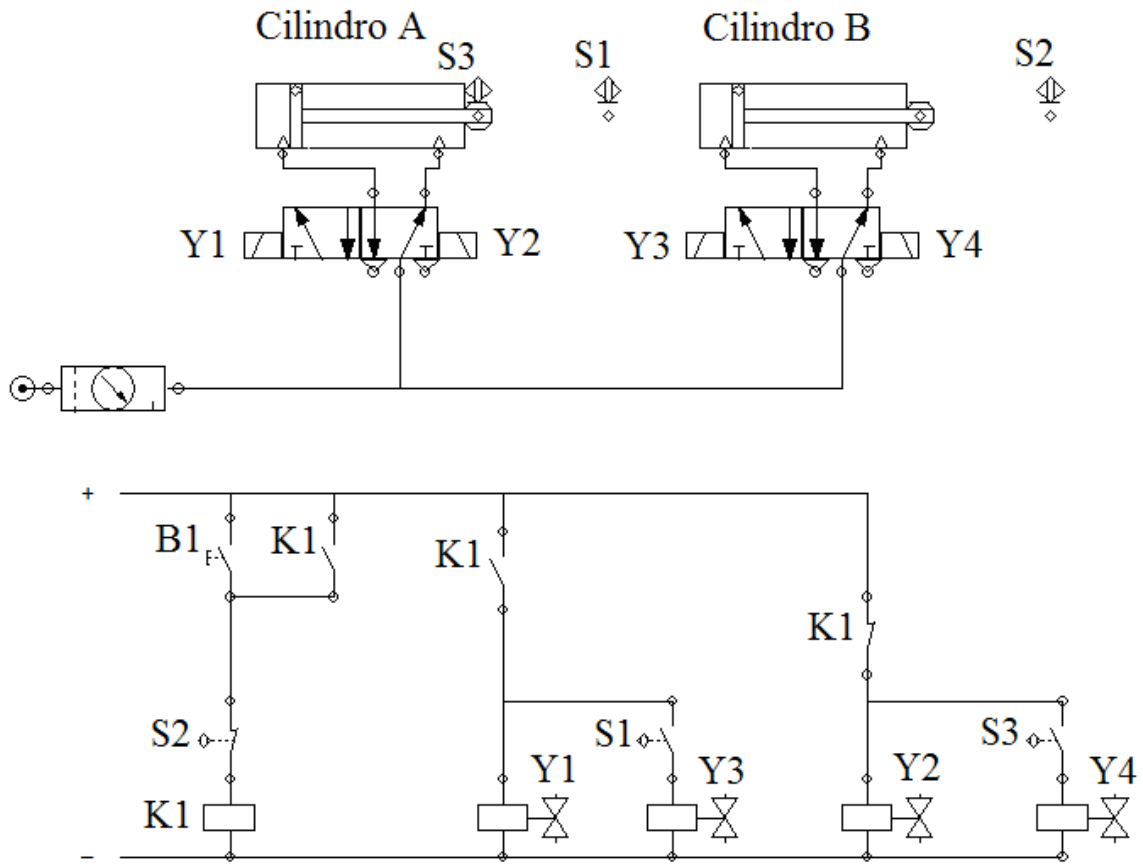 Cilindro A
Cilindro B
S3
S1
S2
Y1
Y2
Y3
Y4
+
B1
K1
K1
K1
S2
S1
S3
Y1
Y3
Y2
Y4
K1
−